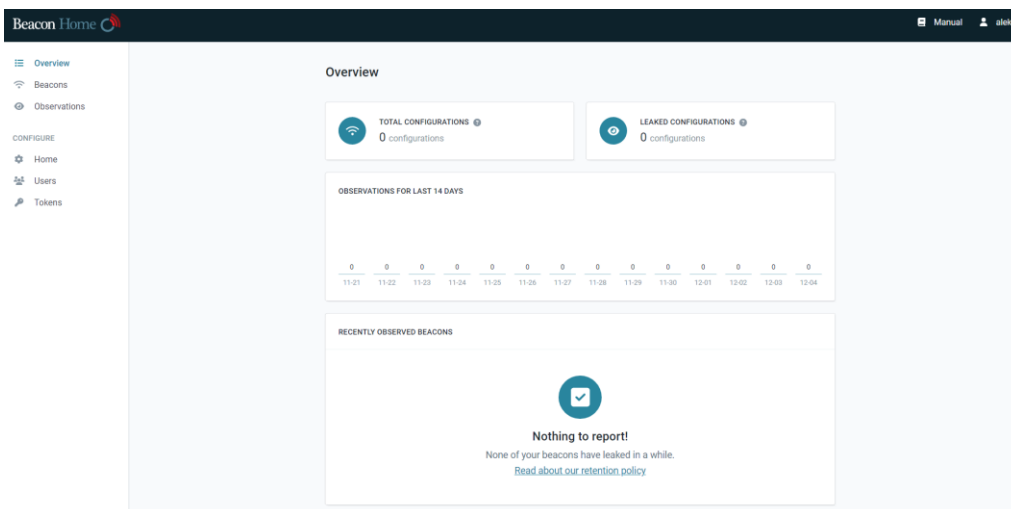 Beacon Home
Manual
alek
Overview
Beacons
Observations
CONFIGURE
Home
Users
Tokens
Overview
TOTAL CONFIGURATIONS
0 configurations
LEAKED CONFIGURATIONS
0 configurations
OBSERVATIONS FOR LAST 14 DAYS
0 0 0 0 0 0 0 0 0 0 0 0 0 0
11-21 11-22 11-23 11-24 11-25 11-26 11-27 11-28 11-29 11-30 12-01 12-02 12-03 12-04
RECENTLY OBSERVED BEACONS
Nothing to report!
None of your beacons have leaked in a while.
Read about our retention policy